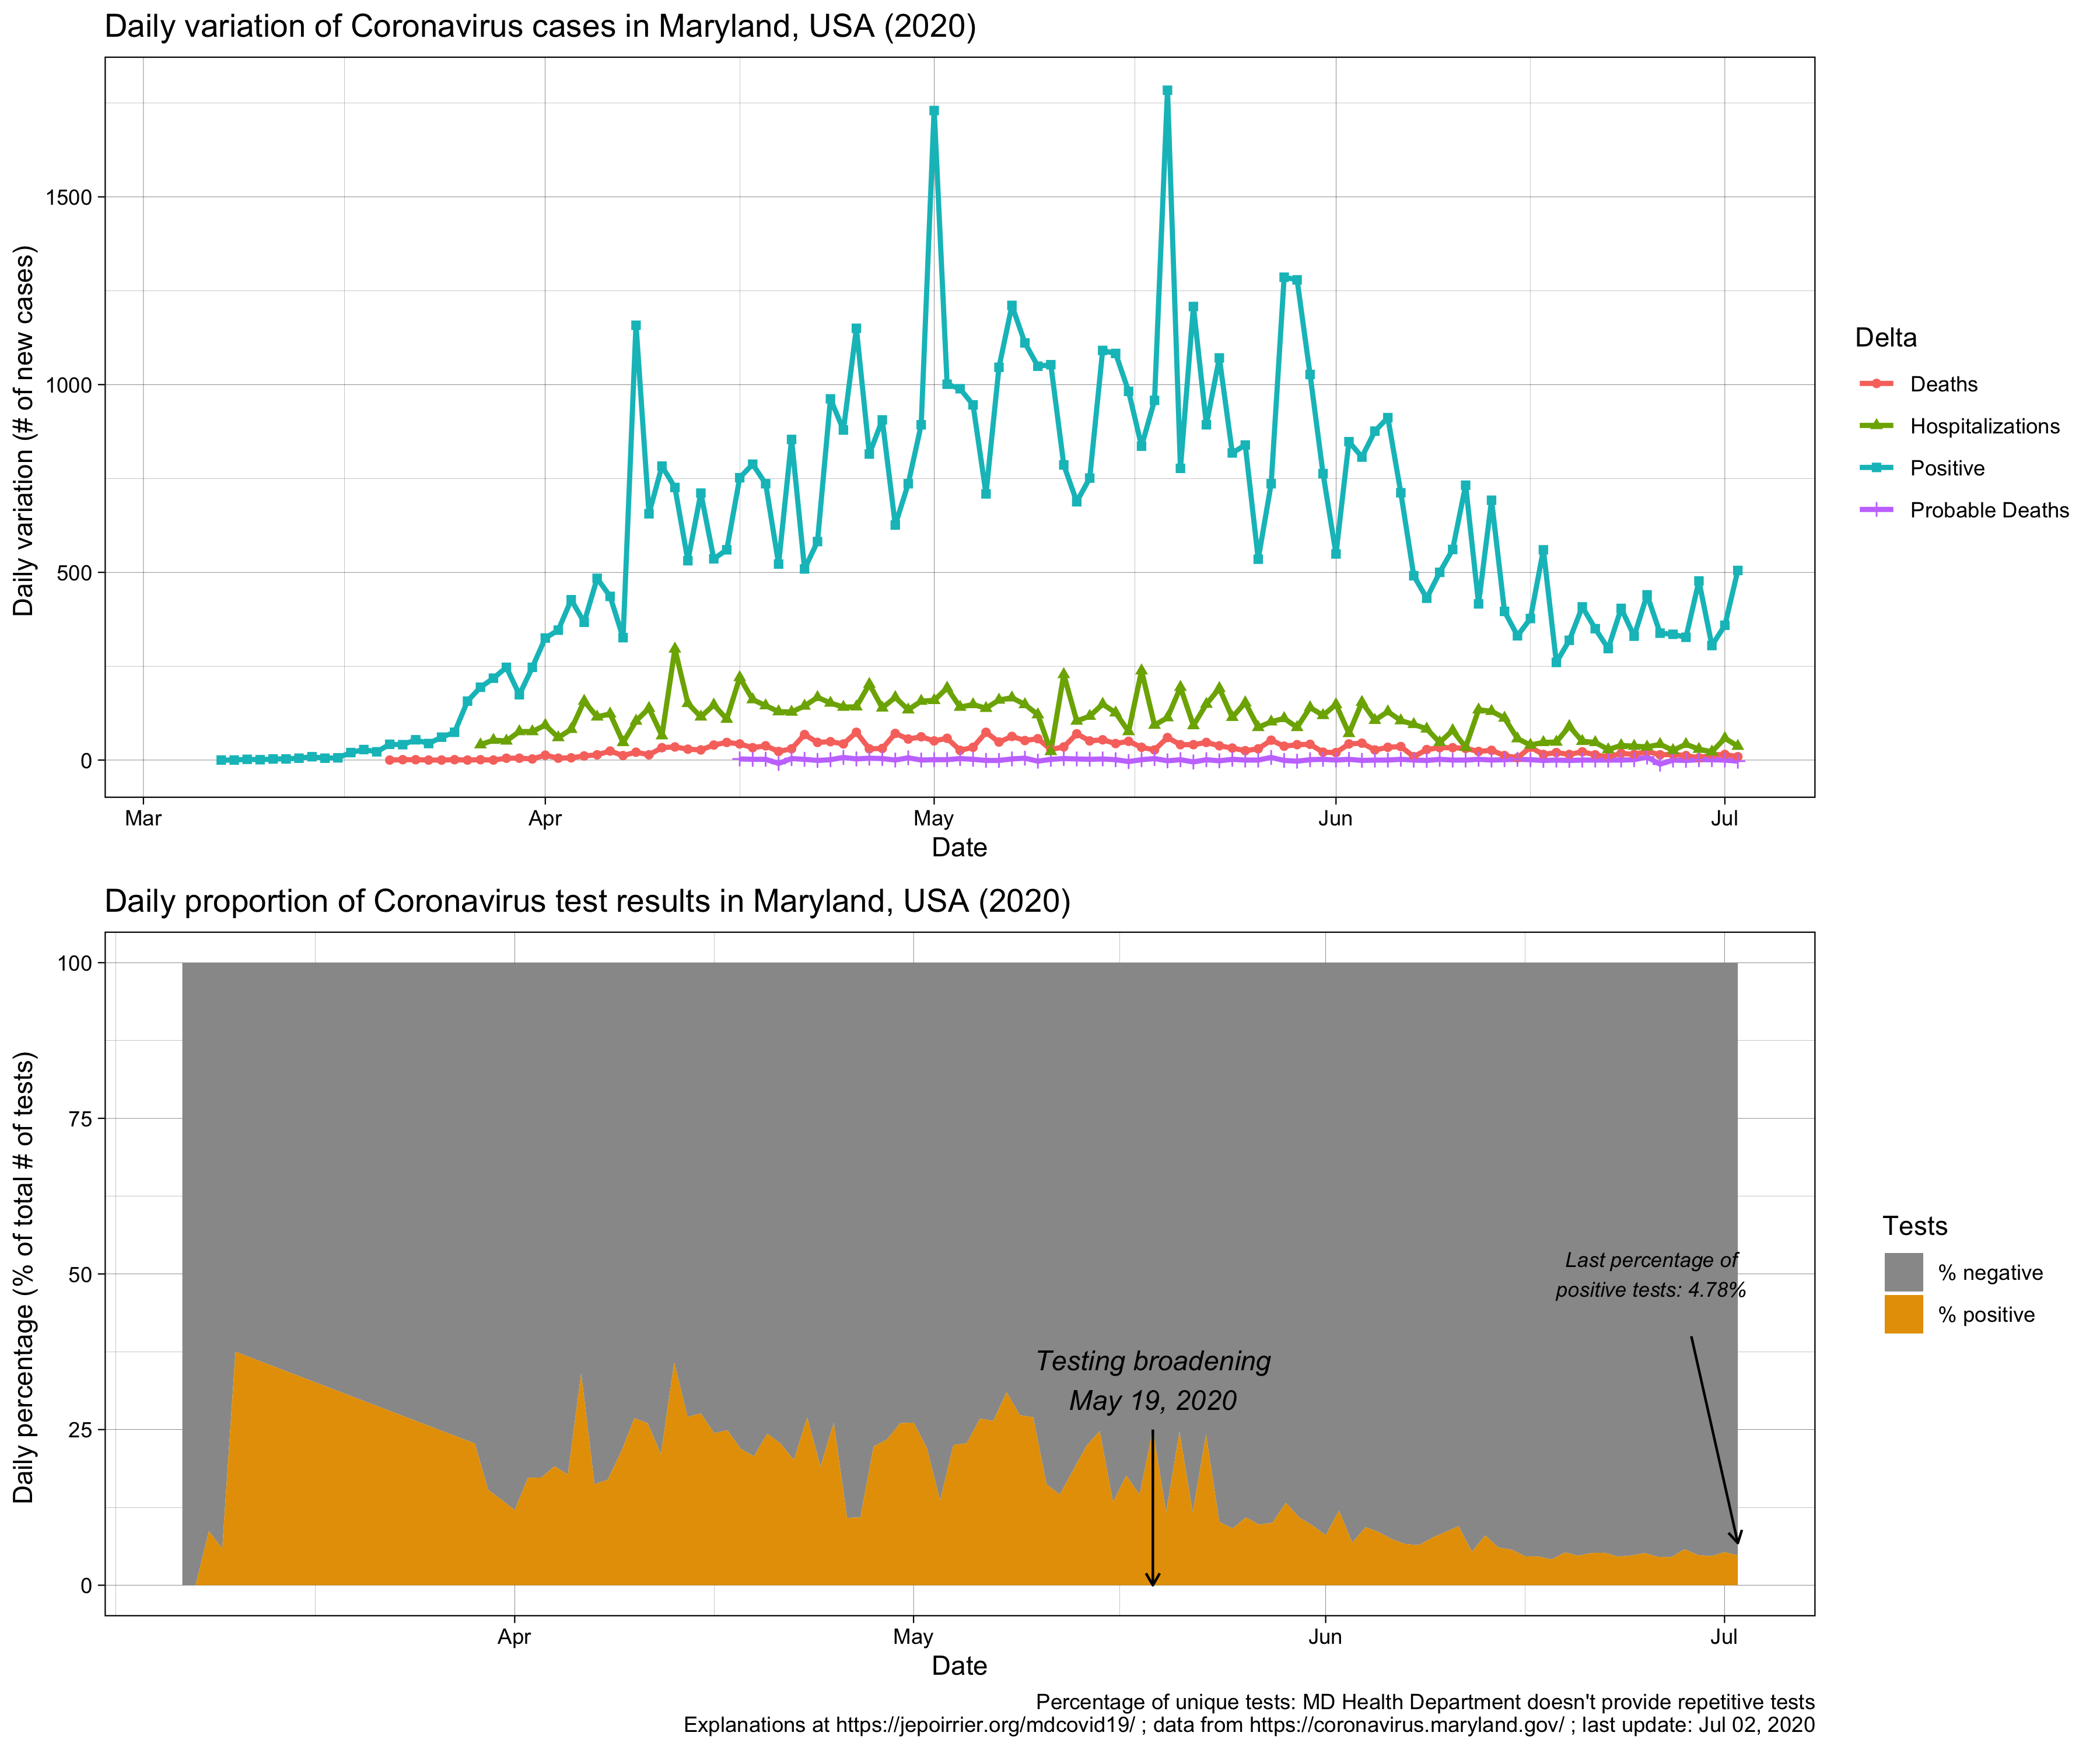 Daily variation of Coronavirus cases in Maryland, USA (2020)
Daily variation (# of new cases)
1500
1000
500
0
Mar
Apr
May
Jun
Jul
Date
Delta
Deaths
Hospitalizations
Positive
Probable Deaths
Daily proportion of Coronavirus test results in Maryland, USA (2020)
Daily percentage (% of total # of tests)
100
75
50
25
0
Last percentage of
positive tests: 4.78%
Testing broadening
May 19, 2020
Apr
May
Jun
Jul
Date
Tests
% negative
% positive
Percentage of unique tests: MD Health Department doesn't provide repetitive tests
Explanations at https://jepoirrier.org/mdcovid19/ ; data from https://coronavirus.maryland.gov/ ; last update: Jul 02, 2020